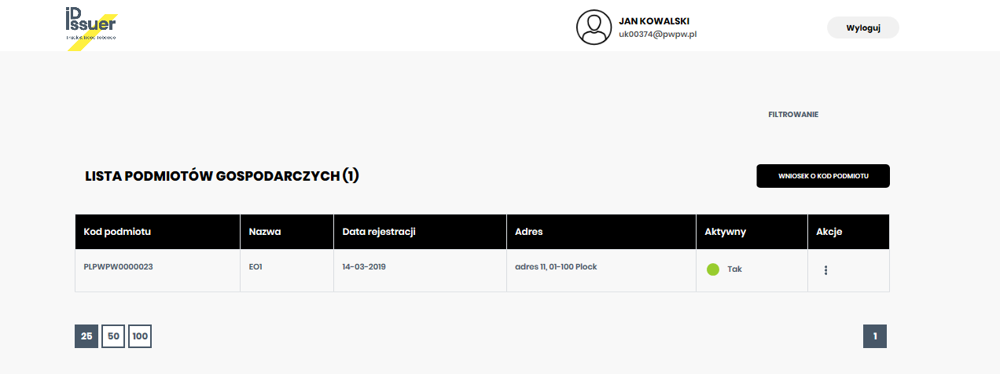 iD
issuer
JAN KOWALSKI
uk00374@pwpw.pl
Wyloguj
FILTROWANIE
LISTA PODMIOTÓW GOSPODARCZYCH (1)
WNIOSEK O KOD PODMIOTU
Kod podmiotu Nazwa Data rejestracji Adres Aktywny Akcje
PLPWPW0000023 EO1 14-03-2019 adres 11, 01-100 Plock Tak
25 50 100 1